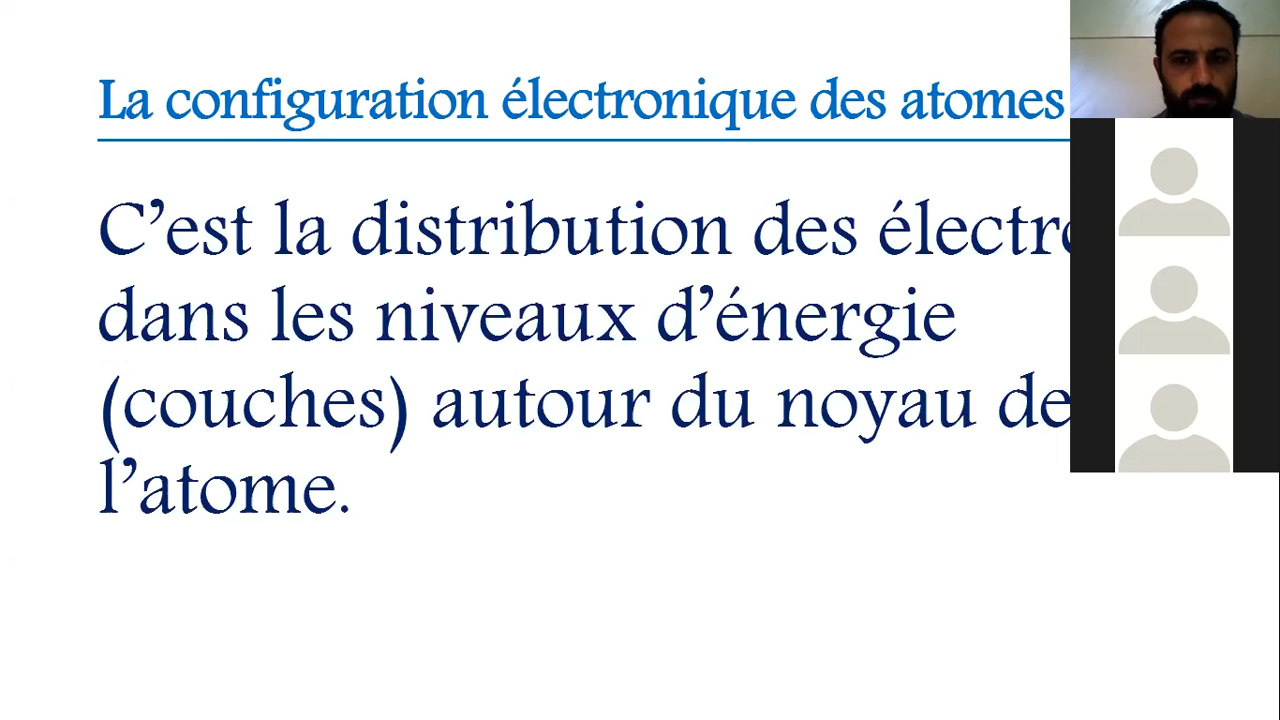 La configuration électronique des atomes
C’est la distribution des
dans les niveaux d’énergie
(couches) autour du noyau de
l’atome.